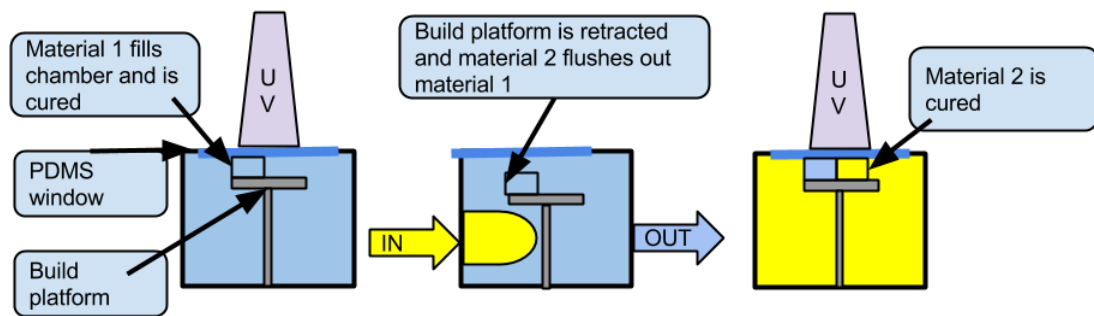 Material 1 fills
chamber and is
cured
U
V
PDMS
window
Build
platform
Build platform is retracted
and material 2 flushes out
material 1
IN
OUT
U
V
Material 2 is
cured